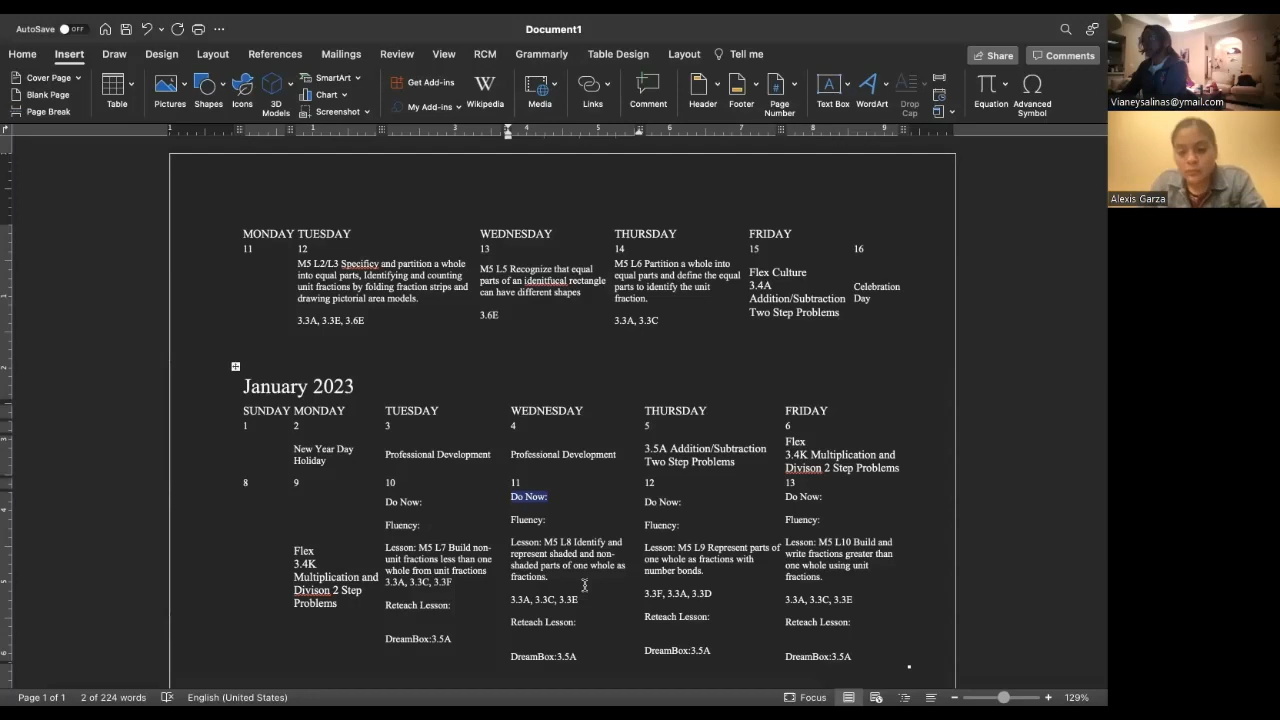 AutoSave OFF ... Document1
Home Insert Draw Design Layout References Mailings Review View RCM Grammarly Table Design Layout Tell me Share Comments
Cover Page
Blank Page
Page Break
Table
Pictures
Shapes
Icons
3D Models
SmartArt
Chart
Screenshot
Get Add-ins
My Add-ins
Wikipedia
Media
Links
Comment
Header
Footer
Page Number
Text Box
WordArt
Drop Cap
Equation
Advanced Symbol
Vianeysalinas@ymail.com
Alexis Garza
MONDAY TUESDAY WEDNESDAY THURSDAY FRIDAY
11
12
M5 L2/L3 Specificy and partition a whole
into equal parts, Identifying and counting
unit fractions by folding fraction strips and
drawing pictorial area models.
3.3A, 3.3E, 3.6E
13
M5 L5 Recognize that equal
parts of an idenitfucal rectangle
can have different shapes
3.6E
14
M5 L6 Partition a whole into
equal parts and define the equal
parts to identify the unit
fraction.
3.3A, 3.3C
15
Flex Culture
3.4A
Addition/Subtraction
Two Step Problems
16
Celebration
Day
January 2023
SUNDAY MONDAY TUESDAY WEDNESDAY THURSDAY FRIDAY
1
2
New Year Day
Holiday
3
Professional Development
4
Professional Development
5
3.5A Addition/Subtraction
Two Step Problems
6
Flex
3.4K Multiplication and
Divison 2 Step Problems
8
9
Flex
3.4K
Multiplication and
Divison 2 Step
Problems
10
Do Now:
Fluency:
Lesson: M5 L7 Build non-
unit fractions less than one
whole from unit fractions
3.3A, 3.3C, 3.3F
Reteach Lesson:
DreamBox:3.5A
11
Do Now:
Fluency:
Lesson: M5 L8 Identify and
represent shaded and non-
shaded parts of one whole as
fractions.
3.3A, 3.3C, 3.3E
Reteach Lesson:
DreamBox:3.5A
12
Do Now:
Fluency:
Lesson: M5 L9 Represent parts of
one whole as fractions with
number bonds.
3.3F, 3.3A, 3.3D
Reteach Lesson:
DreamBox:3.5A
13
Do Now:
Fluency:
Lesson: M5 L10 Build and
write fractions greater than
one whole using unit
fractions.
3.3A, 3.3C, 3.3E
Reteach Lesson:
DreamBox:3.5A
Page 1 of 1 2 of 224 words English (United States) Focus 129%